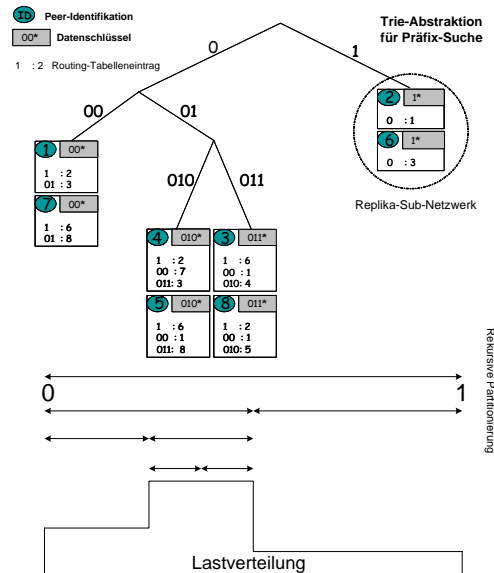 ID Peer-Identifikation
00* Datenschlüssel
1 : 2 Routing-Tabelleneintrag
Trie-Abstraktion
für Präfix-Suche
0
1
00
01
010
011
2 1*
0 : 1
6 1*
0 : 3
Replika-Sub-Netzwerk
1 00*
1 : 2
01 : 3
7 00*
1 : 6
01 : 8
4 010*
1 : 2
00 : 7
011: 3
5 010*
1 : 6
00 : 1
011: 8
3 011*
1 : 6
00 : 1
010: 4
8 011*
1 : 2
00 : 1
010: 5
Rekursive Partitionierung
0
1
Lastverteilung